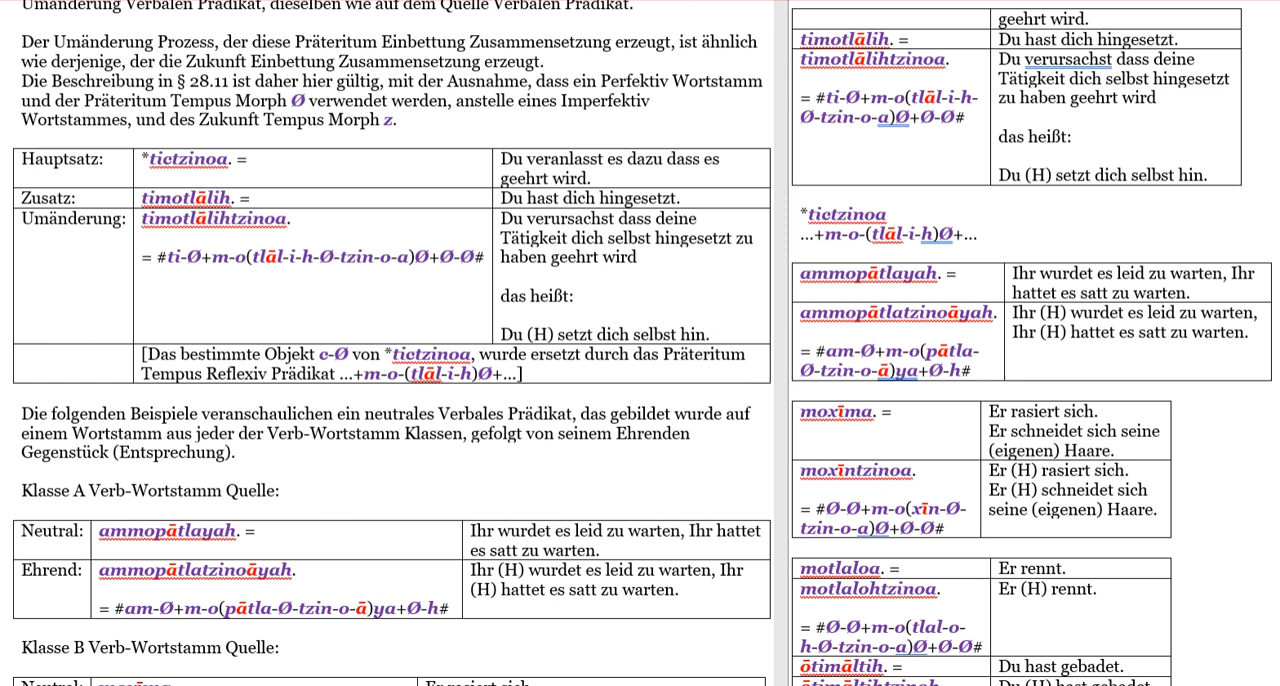 Umänderung Verbalen Prädikat, dieselben wie auf dem Quelle Verbalen Prädikat.
Der Umänderung Prozess, der diese Präteritum Einbettung Zusammensetzung erzeugt, ist ähnlich
wie derjenige, der die Zukunft Einbettung Zusammensetzung erzeugt.
Die Beschreibung in § 28.11 ist daher hier gültig, mit der Ausnahme, dass ein Perfektiv Wortstamm
und der Präteritum Tempus Morph Ø verwendet werden, anstelle eines Imperfektiv
Wortstammes, und des Zukunft Tempus Morph z.
Hauptsatz: *tictzinoa. = Du veranlasst es dazu dass es
geehrt wird.
Zusatz: timotlālih. = Du hast dich hingesetzt.
Umänderung: timotlālihtzinoa. Du verursachst dass deine
Tätigkeit dich selbst hingesetzt zu
= #ti-Ø+m-o(tlāl-i-h-Ø-tzin-o-a)Ø+Ø-Ø# haben geehrt wird
das heißt:
Du (H) setzt dich selbst hin.
[Das bestimmte Objekt c-Ø von *tictzinoa, wurde ersetzt durch das Präteritum
Tempus Reflexiv Prädikat ...+m-o-(tlāl-i-h)Ø+...]
Die folgenden Beispiele veranschaulichen ein neutrales Verbales Prädikat, das gebildet wurde auf
einem Wortstamm aus jeder der Verb-Wortstamm Klassen, gefolgt von seinem Ehrenden
Gegenstück (Entsprechung).
Klasse A Verb-Wortstamm Quelle:
Neutral: ammopātlayah. = Ihr wurdet es leid zu warten, Ihr hattet
es satt zu warten.
Ehrend: ammopātlatzinoāyah. Ihr (H) wurdet es leid zu warten, Ihr
(H) hattet es satt zu warten.
= #am-Ø+m-o(pātla-Ø-tzin-o-ā)ya+Ø-h#
Klasse B Verb-Wortstamm Quelle:
geehrt wird.
timotlālih. = Du hast dich hingesetzt.
timotlālihtzinoa. Du verursachst dass deine
Tätigkeit dich selbst hingesetzt
= #ti-Ø+m-o(tlāl-i-h- zu haben geehrt wird
Ø-tzin-o-a)Ø+Ø-Ø#
das heißt:
Du (H) setzt dich selbst hin.
*tictzinoa
...+m-o-(tlāl-i-h)Ø+...
ammopātlayah. = Ihr wurdet es leid zu warten, Ihr
hattet es satt zu warten.
ammopātlatzinoāyah. Ihr (H) wurdet es leid zu warten,
Ihr (H) hattet es satt zu warten.
= #am-Ø+m-o(pātla-
Ø-tzin-o-ā)ya+Ø-h#
moxīma. = Er rasiert sich.
Er schneidet sich seine
(eigenen) Haare.
moxīntzinoa. Er (H) rasiert sich.
Er (H) schneidet sich
= #Ø-Ø+m-o(xīn-Ø- seine (eigenen) Haare.
tzin-o-a)Ø+Ø-Ø#
motlaloa. = Er rennt.
motlalohtzinoa. Er (H) rennt.
= #Ø-Ø+m-o(tlal-o-
h-Ø-tzin-o-a)Ø+Ø-Ø#
ōtimāltih. = Du hast gebadet.